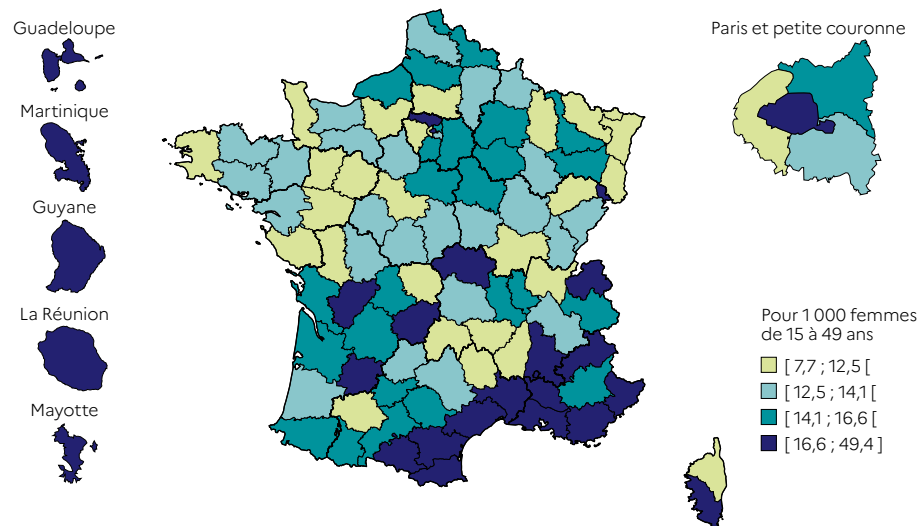 Guadeloupe
Martinique
Guyane
La Réunion
Mayotte
Paris et petite couronne
Pour 1 000 femmes
de 15 à 49 ans
[ 7,7 ; 12,5 [
[ 12,5 ; 14,1 [
[ 14,1 ; 16,6 [
[ 16,6 ; 49,4 ]